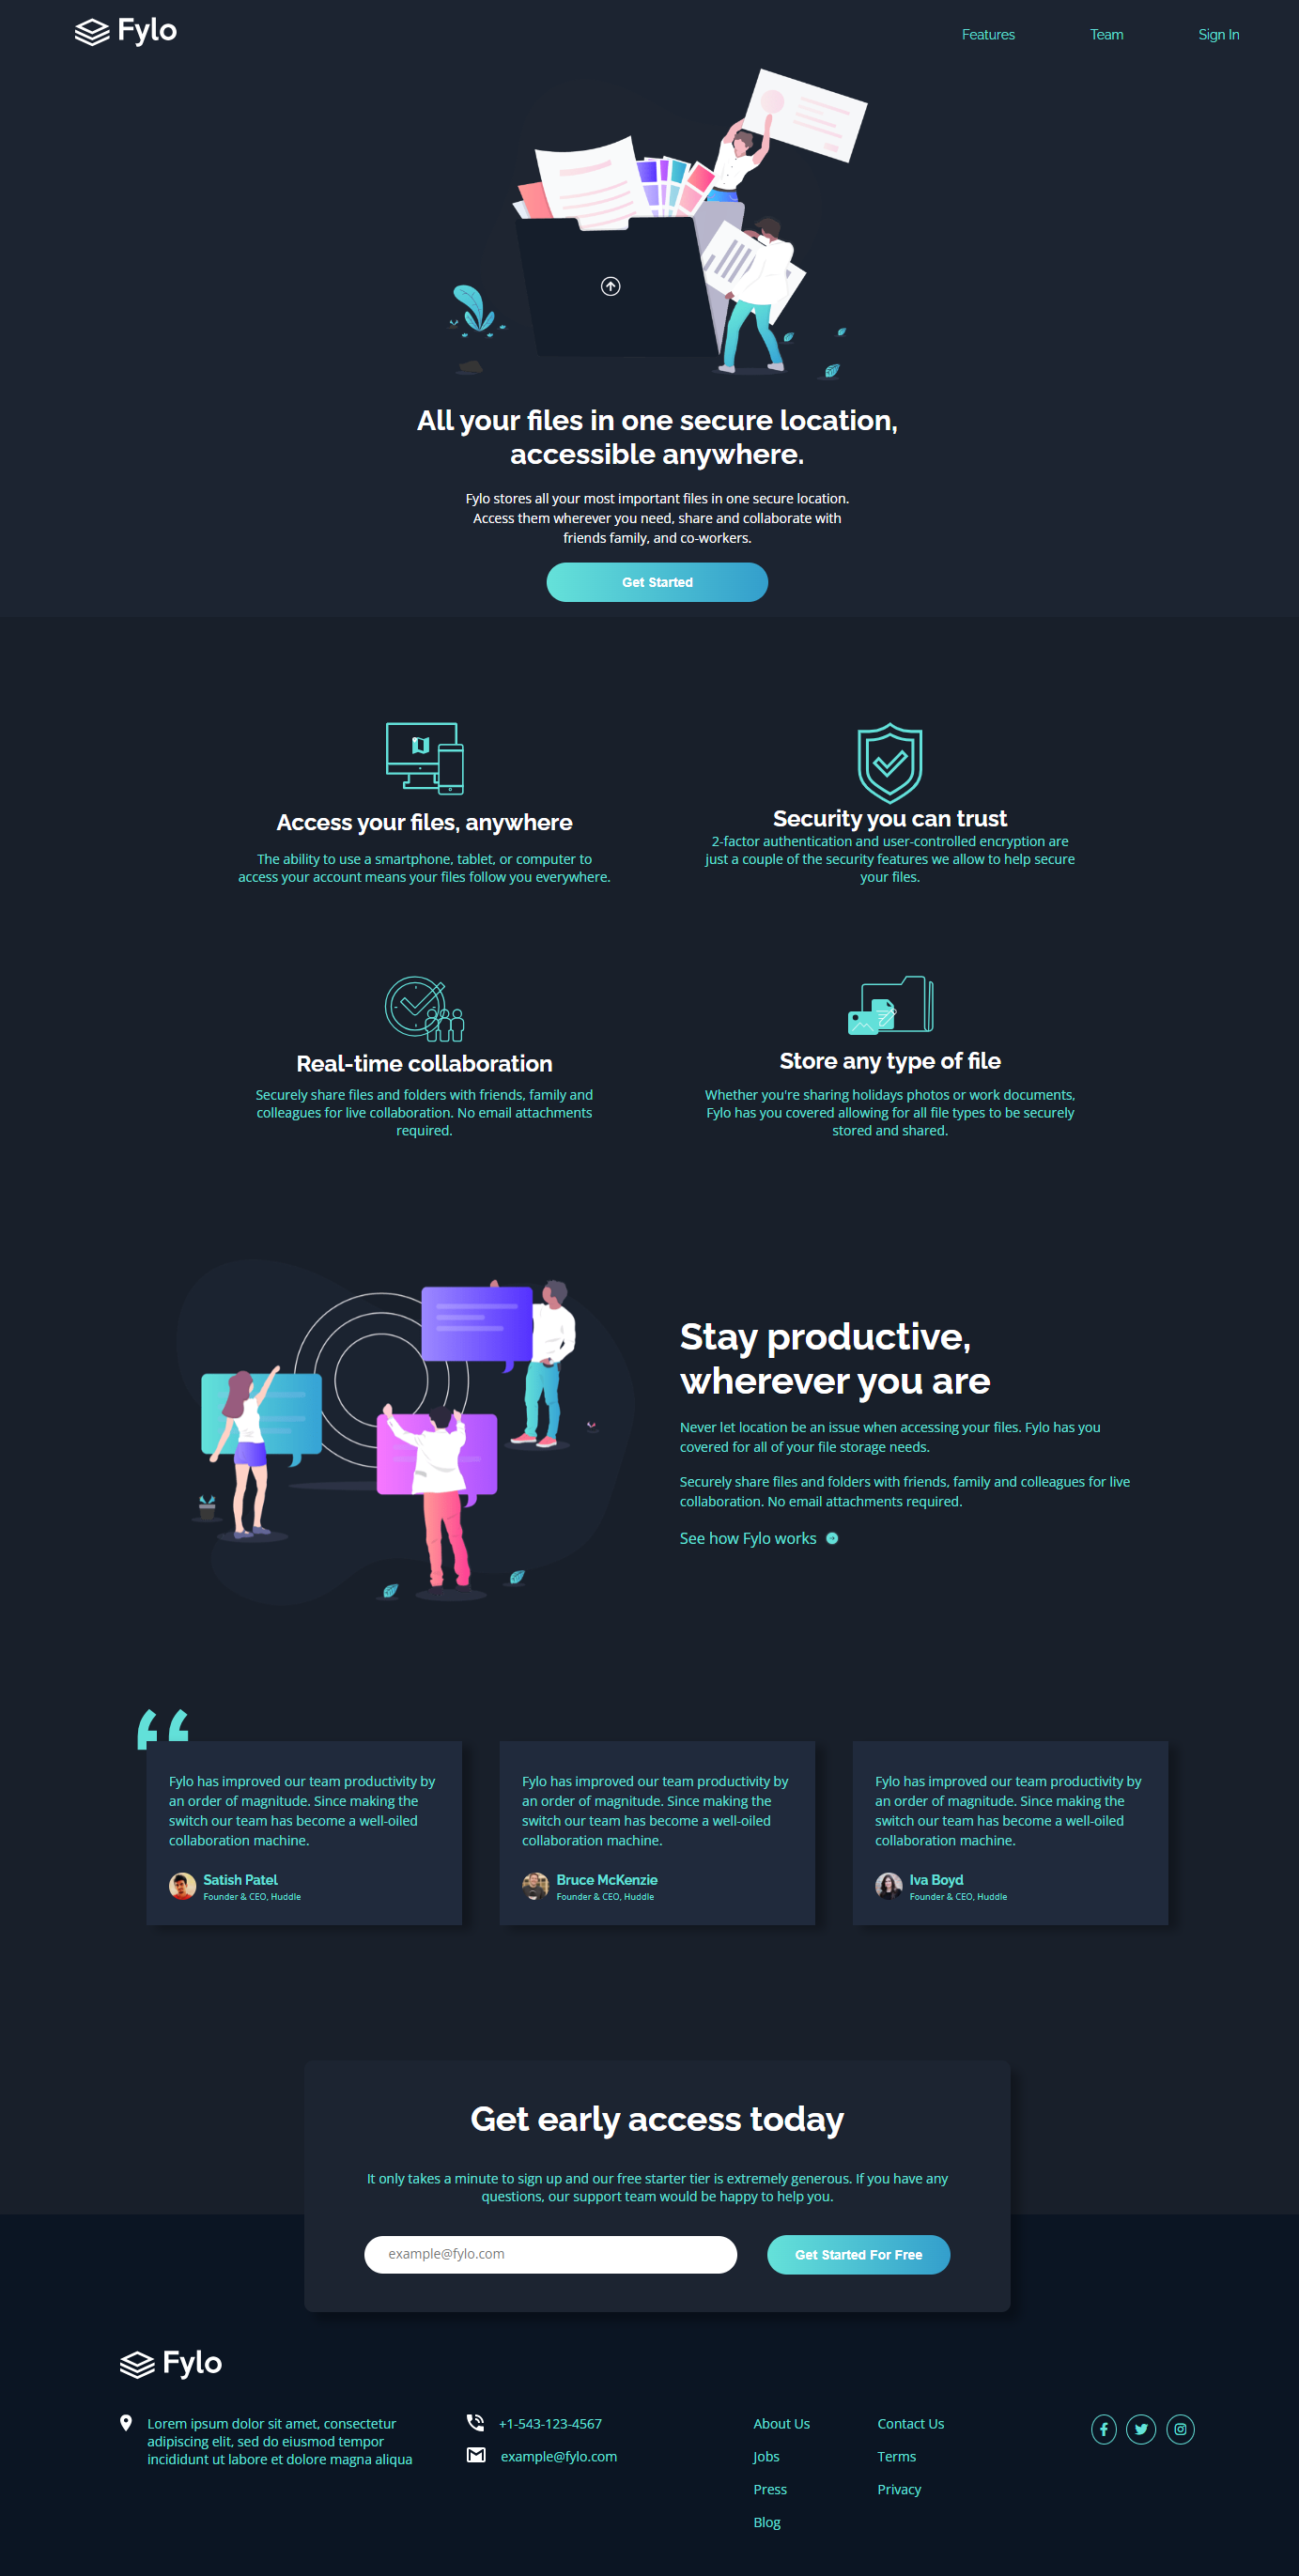 Fylo
Features
Team
Sign In
All your files in one secure location,
accessible anywhere.
Fylo stores all your most important files in one secure location.
Access them wherever you need, share and collaborate with
friends family, and co-workers.
Get Started
Access your files, anywhere
The ability to use a smartphone, tablet, or computer to
access your account means your files follow you everywhere.
Security you can trust
2-factor authentication and user-controlled encryption are
just a couple of the security features we allow to help secure
your files.
Real-time collaboration
Securely share files and folders with friends, family and
colleagues for live collaboration. No email attachments
required.
Store any type of file
Whether you're sharing holidays photos or work documents,
Fylo has you covered allowing for all file types to be securely
stored and shared.
Stay productive,
wherever you are
Never let location be an issue when accessing your files. Fylo has you
covered for all of your file storage needs.
Securely share files and folders with friends, family and colleagues for live
collaboration. No email attachments required.
See how Fylo works
Fylo has improved our team productivity by
an order of magnitude. Since making the
switch our team has become a well-oiled
collaboration machine.
Satish Patel
Founder & CEO, Huddle
Fylo has improved our team productivity by
an order of magnitude. Since making the
switch our team has become a well-oiled
collaboration machine.
Bruce McKenzie
Founder & CEO, Huddle
Fylo has improved our team productivity by
an order of magnitude. Since making the
switch our team has become a well-oiled
collaboration machine.
Iva Boyd
Founder & CEO, Huddle
Get early access today
It only takes a minute to sign up and our free starter tier is extremely generous. If you have any
questions, our support team would be happy to help you.
example@fylo.com
Get Started For Free
Fylo
Lorem ipsum dolor sit amet, consectetur
adipiscing elit, sed do eiusmod tempor
incididunt ut labore et dolore magna aliqua
+1-543-123-4567
example@fylo.com
About Us
Jobs
Press
Blog
Contact Us
Terms
Privacy